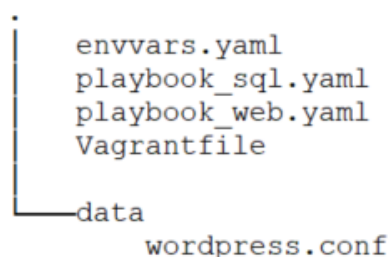 .
envvars.yaml
playbook_sql.yaml
playbook_web.yaml
Vagrantfile
data
wordpress.conf